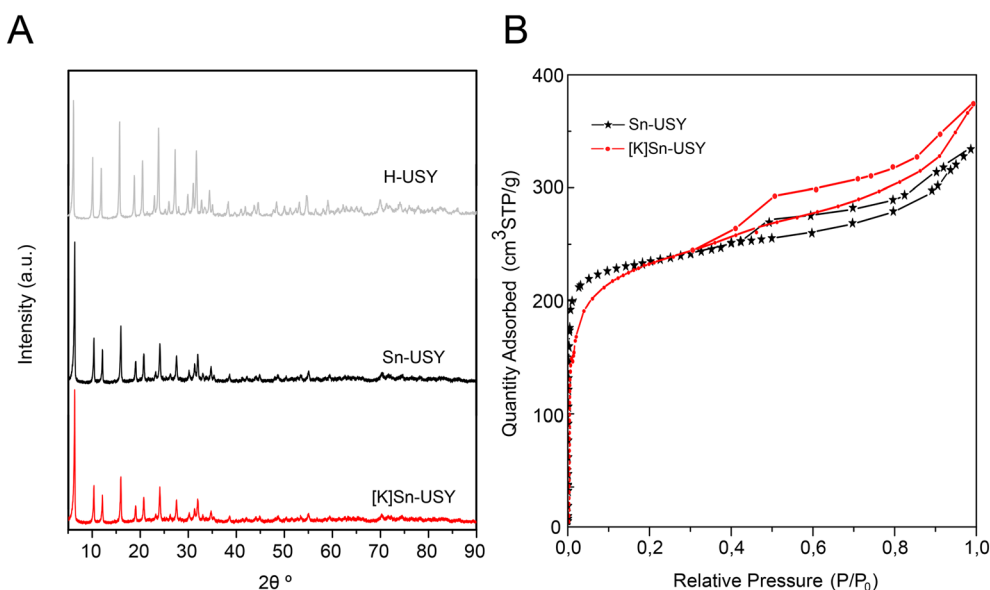 A
B
H-USY
Sn-USY
[K]Sn-USY
Intensity (a.u.)
10 20 30 40 50 60 70 80 90
2θ º
Sn-USY
[K]Sn-USY
400
300
200
100
0
Quantity Adsorbed (cm³STP/g)
0,0 0,2 0,4 0,6 0,8 1,0
Relative Pressure (P/P₀)